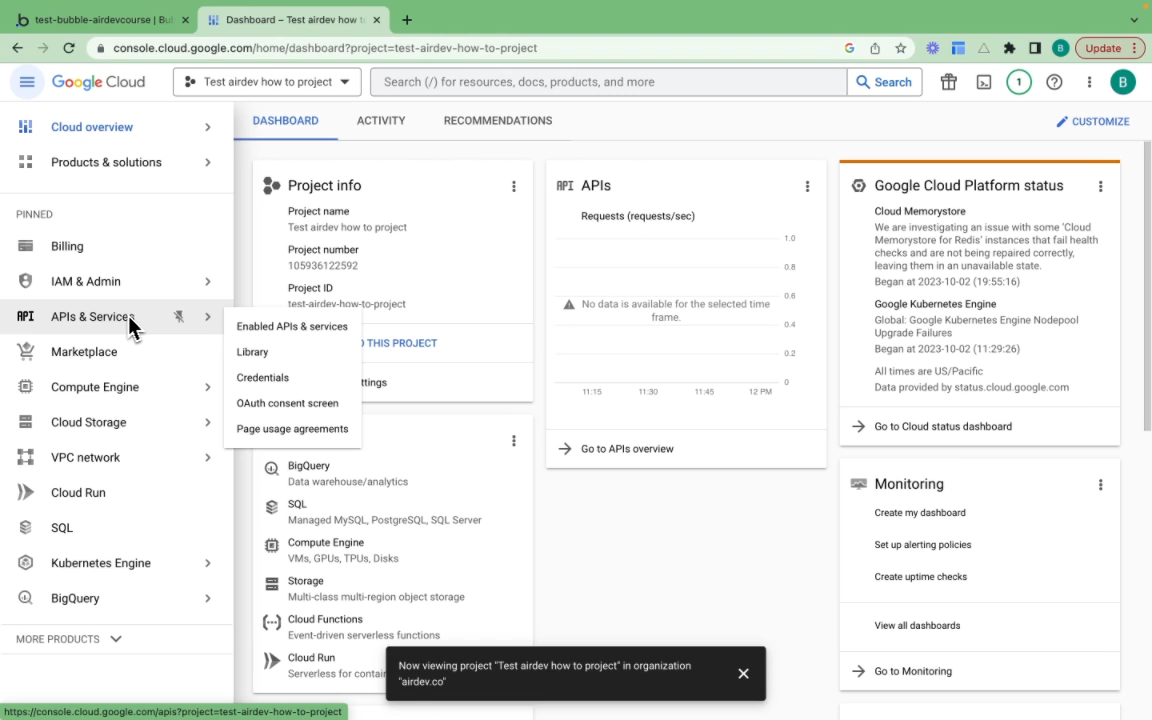 test-bubble-airdevcourse | Bu
Dashboard – Test airdev how t
console.cloud.google.com/home/dashboard?project=test-airdev-how-to-project
Update
B
Google Cloud
Test airdev how to project
Search (/) for resources, docs, products, and more
Search
1
B
Cloud overview
Products & solutions
PINNED
Billing
IAM & Admin
API APIs & Services
Marketplace
Compute Engine
Cloud Storage
VPC network
Cloud Run
SQL
Kubernetes Engine
BigQuery
MORE PRODUCTS
Enabled APIs & services
Library
Credentials
OAuth consent screen
Page usage agreements
DASHBOARD
ACTIVITY
RECOMMENDATIONS
CUSTOMIZE
Project info
Project name
Test airdev how to project
Project number
105936122592
Project ID
test-airdev-how-to-project
THIS PROJECT
BigQuery
Data warehouse/analytics
SQL
Managed MySQL, PostgreSQL, SQL Server
Compute Engine
VMs, GPUs, TPUs, Disks
Storage
Multi-class multi-region object storage
Cloud Functions
Event-driven serverless functions
Cloud Run
Serverless for
API APIs
Requests (requests/sec)
1.0
0.8
0.6
0.4
0.2
0
No data is available for the selected time
frame.
11:15 11:30 11:45 12 PM
Go to APIs overview
Google Cloud Platform status
Cloud Memorystore
We are investigating an issue with some 'Cloud
Memorystore for Redis' instances that fail health
checks and are not being repaired correctly,
leaving them in an unavailable state.
Began at 2023-10-02 (19:55:16)
Google Kubernetes Engine
Global: Google Kubernetes Engine Nodepool
Upgrade Failures
Began at 2023-10-02 (11:29:26)
All times are US/Pacific
Data provided by status.cloud.google.com
Go to Cloud status dashboard
Monitoring
Create my dashboard
Set up alerting policies
Create uptime checks
View all dashboards
Go to Monitoring
Now viewing project "Test airdev how to project" in organization
"airdev.co"
https://console.cloud.google.com/apis?project=test-airdev-how-to-project